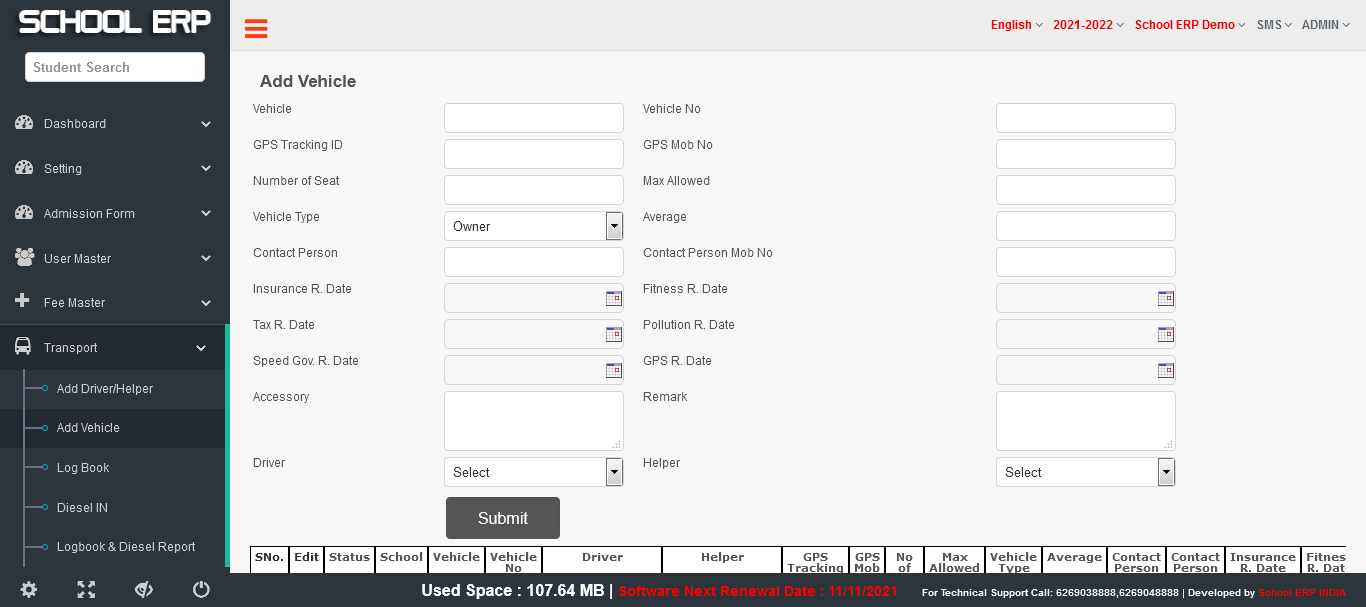 SCHOOL ERP
English 2021-2022 School ERP Demo SMS ADMIN
Student Search
Dashboard
Setting
Admission Form
User Master
Fee Master
Transport
Add Driver/Helper
Add Vehicle
Log Book
Diesel IN
Logbook & Diesel Report
Add Vehicle
Vehicle Vehicle No
GPS Tracking ID GPS Mob No
Number of Seat Max Allowed
Vehicle Type Owner Average
Contact Person Contact Person Mob No
Insurance R. Date Fitness R. Date
Tax R. Date Pollution R. Date
Speed Gov. R. Date GPS R. Date
Accessory Remark
Driver Select Helper Select
Submit
SNo. Edit Status School Vehicle Vehicle Driver Helper GPS GPS No Max Vehicle Average Contact Contact Insurance Fitnes
No Tracking Mob of Allowed Type Person Person R. Date R. Dat
Used Space : 107.64 MB | Software Next Renewal Date : 11/11/2021 For Technical Support Call: 6269038888,6269048888 | Developed by School ERP INDIA